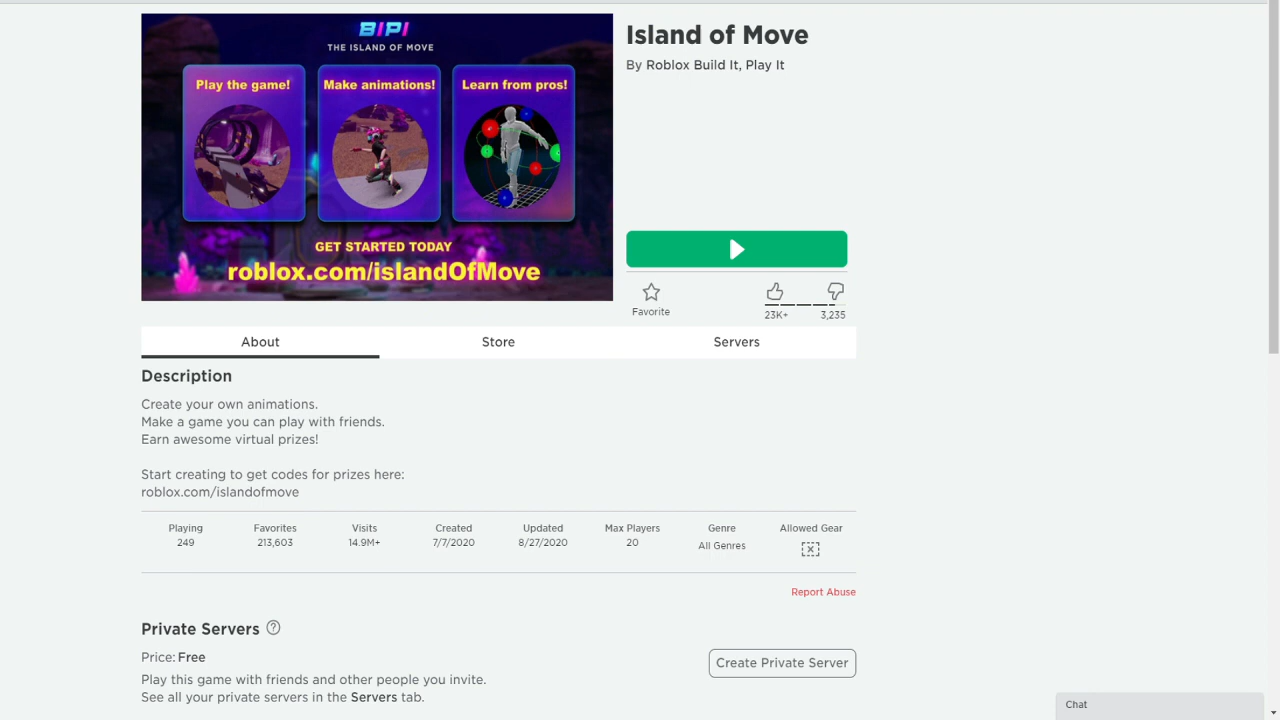 BIPI
THE ISLAND OF MOVE
Play the game!
Make animations!
Learn from pros!
GET STARTED TODAY
roblox.com/islandOfMove
Island of Move
By Roblox Build It, Play It
Favorite
23K+
3,235
About
Store
Servers
Description
Create your own animations.
Make a game you can play with friends.
Earn awesome virtual prizes!
Start creating to get codes for prizes here:
roblox.com/islandofmove
Playing
249
Favorites
213,603
Visits
14.9M+
Created
7/7/2020
Updated
8/27/2020
Max Players
20
Genre
All Genres
Allowed Gear
Report Abuse
Private Servers
Price: Free
Create Private Server
Play this game with friends and other people you invite.
See all your private servers in the Servers tab.
Chat